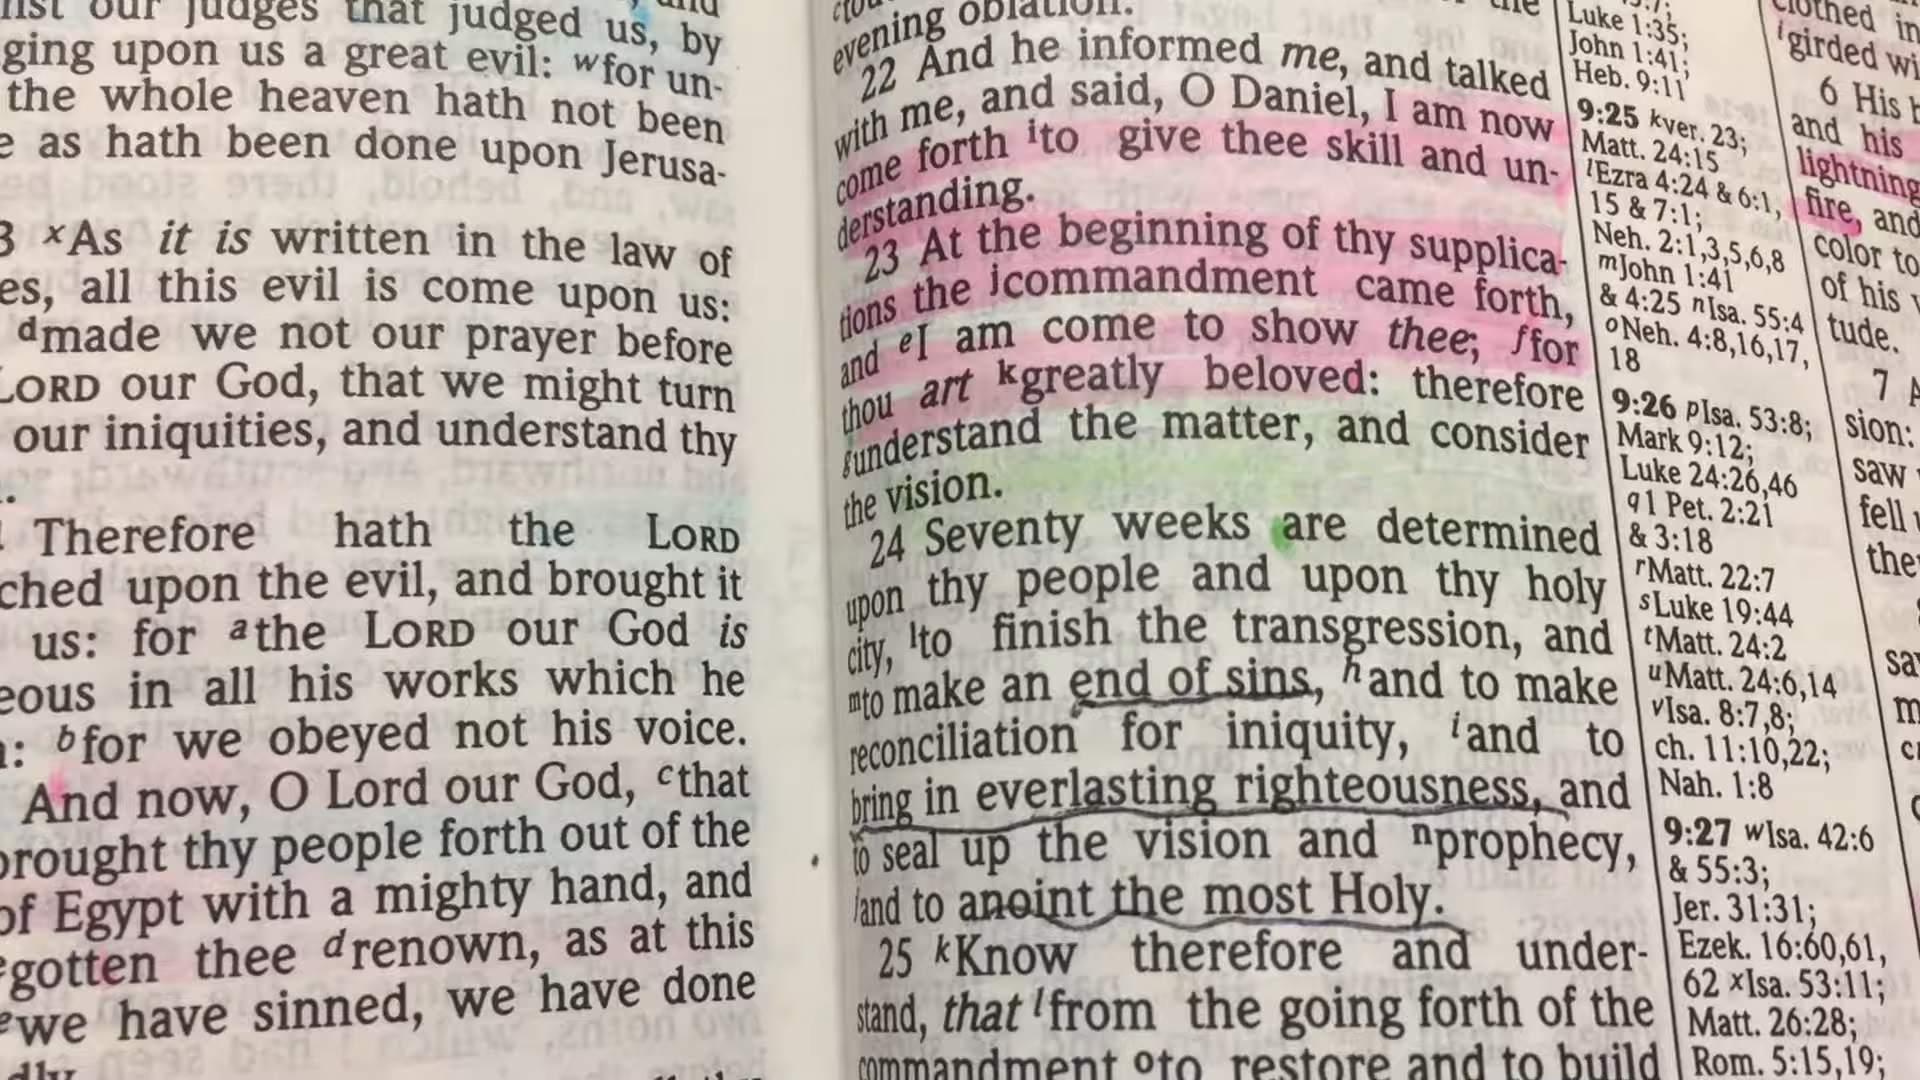 our judges that judged us, by
ging upon us a great evil: wfor un-
the whole heaven hath not been
as hath been done upon Jerusa-
3 xAs it is written in the law of
es, all this evil is come upon us:
dmade we not our prayer before
LORD our God, that we might turn
our iniquities, and understand thy
Therefore hath the LORD
ched upon the evil, and brought it
us: for athe LORD our God is
eous in all his works which he
: bfor we obeyed not his voice.
And now, O Lord our God, cthat
brought thy people forth out of the
of Egypt with a mighty hand, and
gotten thee drenown, as at this
ewe have sinned, we have done
dly.
evening oblation.
22 And he informed me, and talked
with me, and said, O Daniel, I am now
come forth ito give thee skill and un-
derstanding.
23 At the beginning of thy supplica-
tions the jcommandment came forth,
and eI am come to show thee; ffor
thou art kgreatly beloved: therefore
gunderstand the matter, and consider
the vision.
24 Seventy weeks are determined
upon thy people and upon thy holy
city, lto finish the transgression, and
mto make an end of sins, hand to make
reconciliation for iniquity, iand to
bring in everlasting righteousness, and
to seal up the vision and nprophecy,
jand to anoint the most Holy.
25 kKnow therefore and under-
stand, that lfrom the going forth of the
commandment oto restore and to build
Luke 1:35;
John 1:41;
Heb. 9:11
9:25 kver. 23;
Matt. 24:15
lEzra 4:24 & 6:1,
15 & 7:1;
Neh. 2:1,3,5,6,8
mJohn 1:41
& 4:25 nIsa. 55:4
oNeh. 4:8,16,17,
18
9:26 pIsa. 53:8;
Mark 9:12;
Luke 24:26,46
q1 Pet. 2:21
& 3:18
rMatt. 22:7
sLuke 19:44
tMatt. 24:2
uMatt. 24:6,14
vIsa. 8:7,8;
ch. 11:10,22;
Nah. 1:8
9:27 wIsa. 42:6
& 55:3;
Jer. 31:31;
Ezek. 16:60,61,
62 xIsa. 53:11;
Matt. 26:28;
Rom. 5:15,19;
clothed in
igirded wi
6 His b
and his
lightning
fire, and
color to
of his v
tude.
7 A
sion:
saw
fell
the